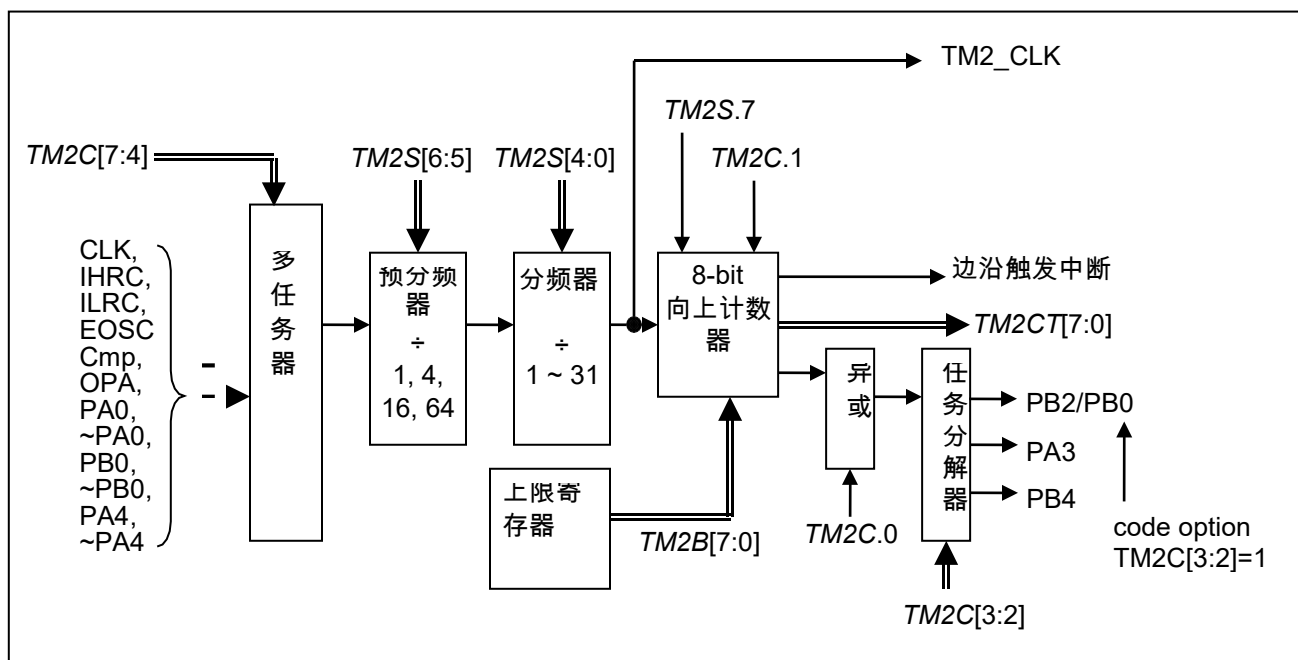 TM2_CLK
TM2S.7
TM2C[7:4]
TM2S[6:5]
TM2S[4:0]
TM2C.1
CLK,
IHRC,
ILRC,
EOSC
Cmp,
OPA,
PA0,
~PA0,
PB0,
~PB0,
PA4,
~PA4
多
任
务
器
预分频
器
÷
1, 4,
16, 64
分频器
÷
1 ~ 31
8-bit
向上计数
器
边沿触发中断
TM2CT[7:0]
上限寄
存器
TM2B[7:0]
异
或
TM2C.0
任
务
分
解
器
TM2C[3:2]
PB2/PB0
PA3
PB4
code option
TM2C[3:2]=1